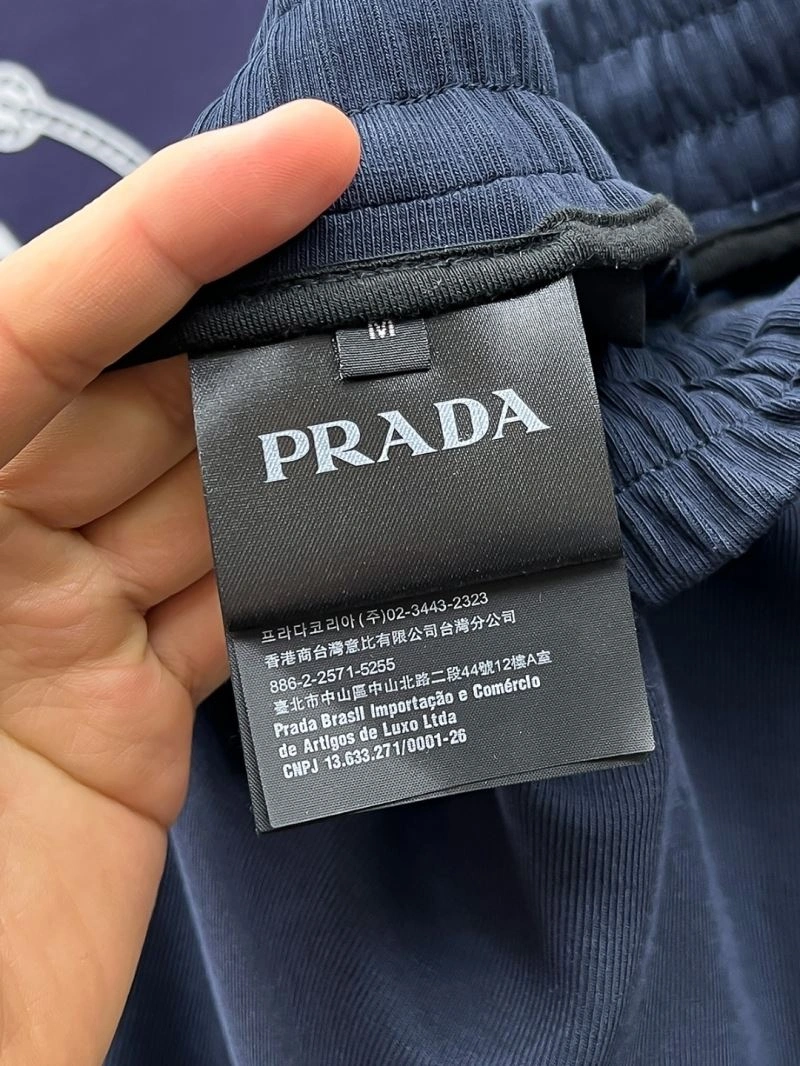 M
PRADA
프라다코리아(주)02-3443-2323
香港商台灣意比有限公司台灣分公司
886-2-2571-5255
臺北市中山區中山北路二段44號12樓A室
Prada Brasil Importação e Comércio
de Artigos de Luxo Ltda
CNPJ 13.633.271/0001-26